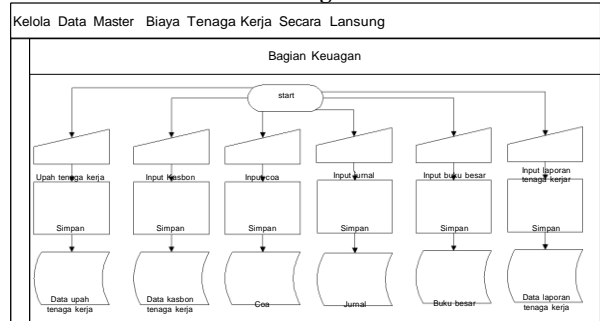 Kelola Data Master Biaya Tenaga Kerja Secara Lansung
Bagian Keuagan
start
Upah tenaga kerja
Input Kasbon
Input coa
Input jurnal
Input buku besar
Input laporan
tenaga kerjar
Simpan
Simpan
Simpan
Simpan
Simpan
Simpan
Data upah
tenaga kerja
Data kasbon
tenaga kerja
Coa
Jurnal
Buku besar
Data laporan
tenaga kerja